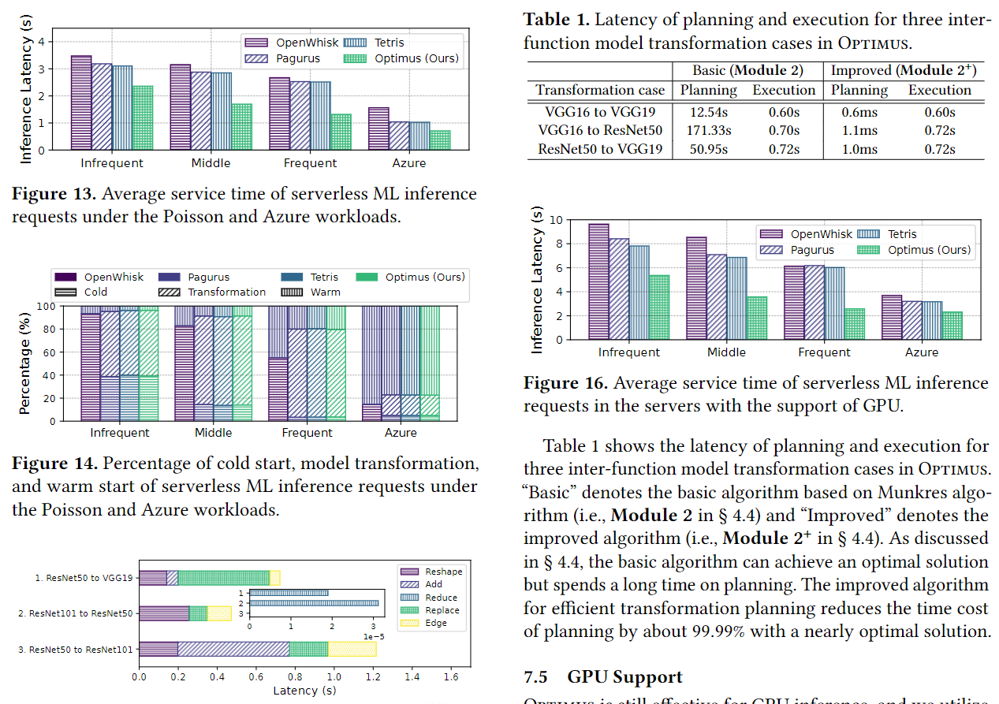 Inference Latency (s)
4
3
2
1
0
OpenWhisk
Tetris
Pagurus
Optimus (Ours)
Infrequent
Middle
Frequent
Azure
Figure 13. Average service time of serverless ML inference
requests under the Poisson and Azure workloads.
OpenWhisk
Pagurus
Tetris
Optimus (Ours)
Cold
Transformation
Warm
Percentage (%)
100
80
60
40
20
0
Infrequent
Middle
Frequent
Azure
Figure 14. Percentage of cold start, model transformation,
and warm start of serverless ML inference requests under
the Poisson and Azure workloads.
1. ResNet50 to VGG19
2. ResNet101 to ResNet50
3. ResNet50 to ResNet101
Reshape
Add
Reduce
Replace
Edge
1
2
3
0 1 2 3
1e−5
0.0 0.2 0.4 0.6 0.8 1.0 1.2 1.4 1.6
Latency (s)
Table 1. Latency of planning and execution for three inter-
function model transformation cases in OPTIMUS.
Basic (Module 2) Improved (Module 2⁺)
Transformation case Planning Execution Planning Execution
VGG16 to VGG19 12.54s 0.60s 0.6ms 0.60s
VGG16 to ResNet50 171.33s 0.70s 1.1ms 0.72s
ResNet50 to VGG19 50.95s 0.72s 1.0ms 0.72s
Inference Latency (s)
10
8
6
4
2
0
OpenWhisk
Tetris
Pagurus
Optimus (Ours)
Infrequent
Middle
Frequent
Azure
Figure 16. Average service time of serverless ML inference
requests in the servers with the support of GPU.
Table 1 shows the latency of planning and execution for
three inter-function model transformation cases in OPTIMUS.
“Basic” denotes the basic algorithm based on Munkres algo-
rithm (i.e., Module 2 in § 4.4) and “Improved” denotes the
improved algorithm (i.e., Module 2⁺ in § 4.4). As discussed
in § 4.4, the basic algorithm can achieve an optimal solution
but spends a long time on planning. The improved algorithm
for efficient transformation planning reduces the time cost
of planning by about 99.99% with a nearly optimal solution.
7.5 GPU Support
OPTIMUS is still effective for GPU inference, and we utilize